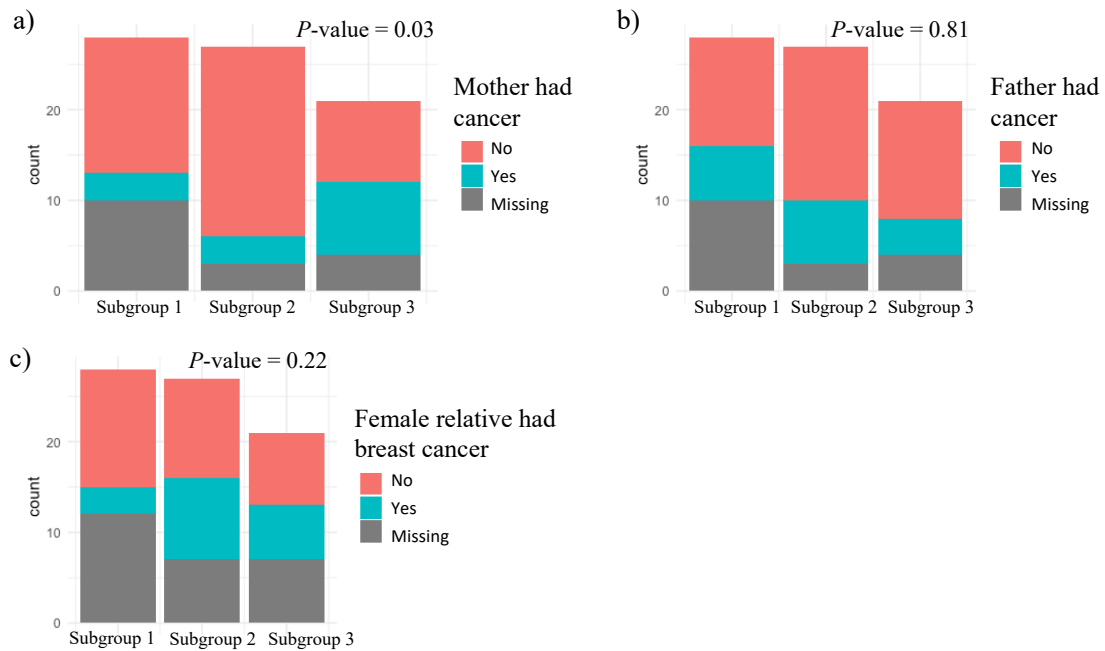 a)
P-value = 0.03
Mother had
cancer
No
Yes
Missing
count
20
10
0
Subgroup 1
Subgroup 2
Subgroup 3
b)
P-value = 0.81
Father had
cancer
No
Yes
Missing
count
20
10
0
Subgroup 1
Subgroup 2
Subgroup 3
c)
P-value = 0.22
Female relative had
breast cancer
No
Yes
Missing
count
20
10
0
Subgroup 1
Subgroup 2
Subgroup 3